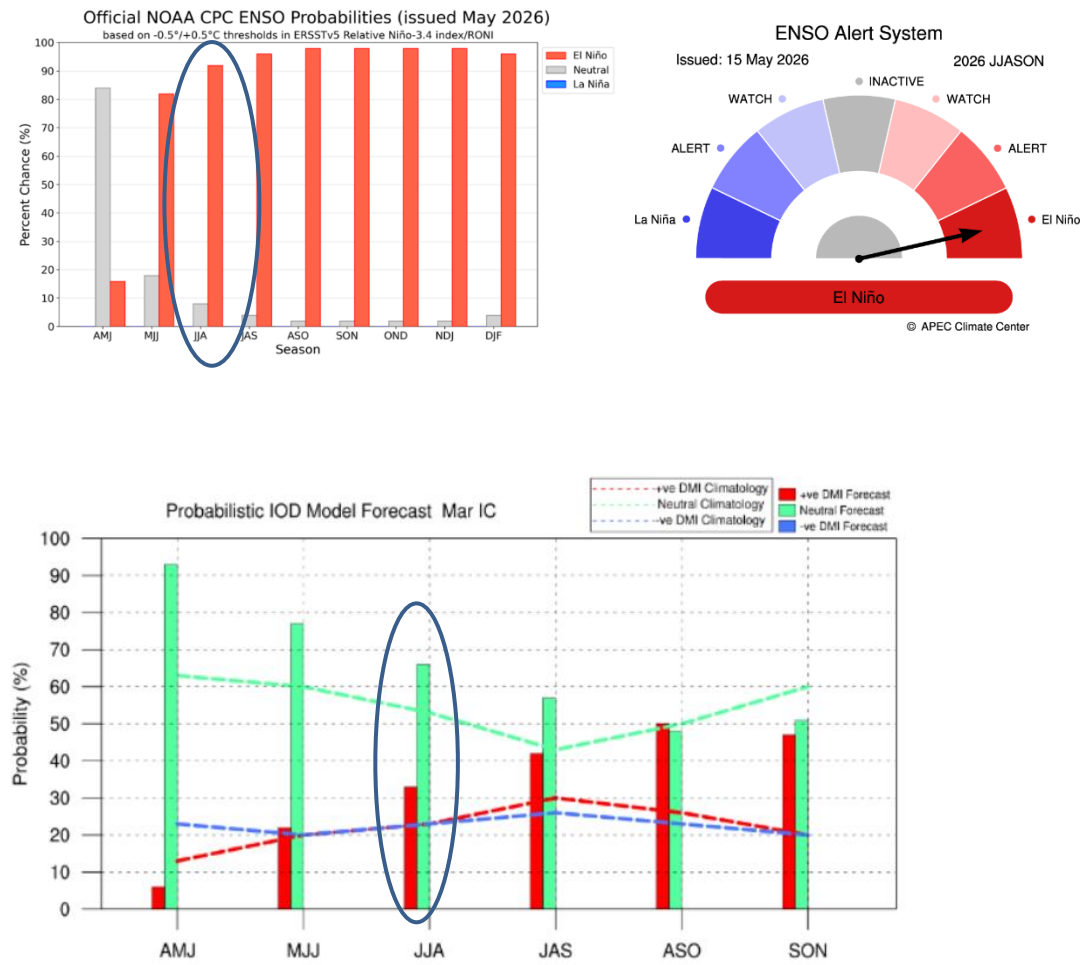 Official NOAA CPC ENSO Probabilities (issued May 2026)
based on -0.5°/+0.5°C thresholds in ERSSTv5 Relative Niño-3.4 index/RONI
100
90
80
70
60
50
40
30
20
10
0
Percent Chance (%)
AMJ MJJ JJA JAS ASO SON OND NDJ DJF
Season
El Niño
Neutral
La Niña
ENSO Alert System
Issued: 15 May 2026 2026 JJASON
INACTIVE
WATCH WATCH
ALERT ALERT
La Niña El Niño
El Niño
© APEC Climate Center
Probabilistic IOD Model Forecast Mar IC
+ve DMI Climatology
Neutral Climatology
-ve DMI Climatology
+ve DMI Forecast
Neutral Forecast
-ve DMI Forecast
100
90
80
70
60
50
40
30
20
10
0
Probability (%)
AMJ MJJ JJA JAS ASO SON